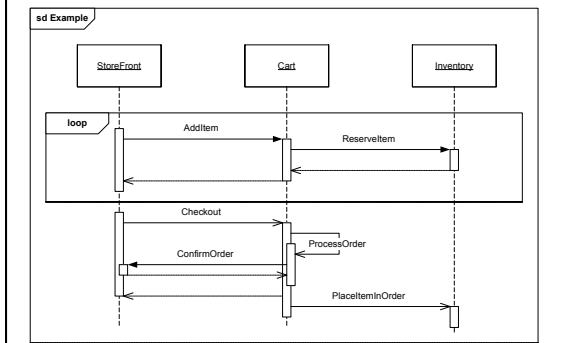 sd Example
StoreFront
Cart
Inventory
loop
AddItem
ReserveItem
Checkout
ProcessOrder
ConfirmOrder
PlaceItemInOrder